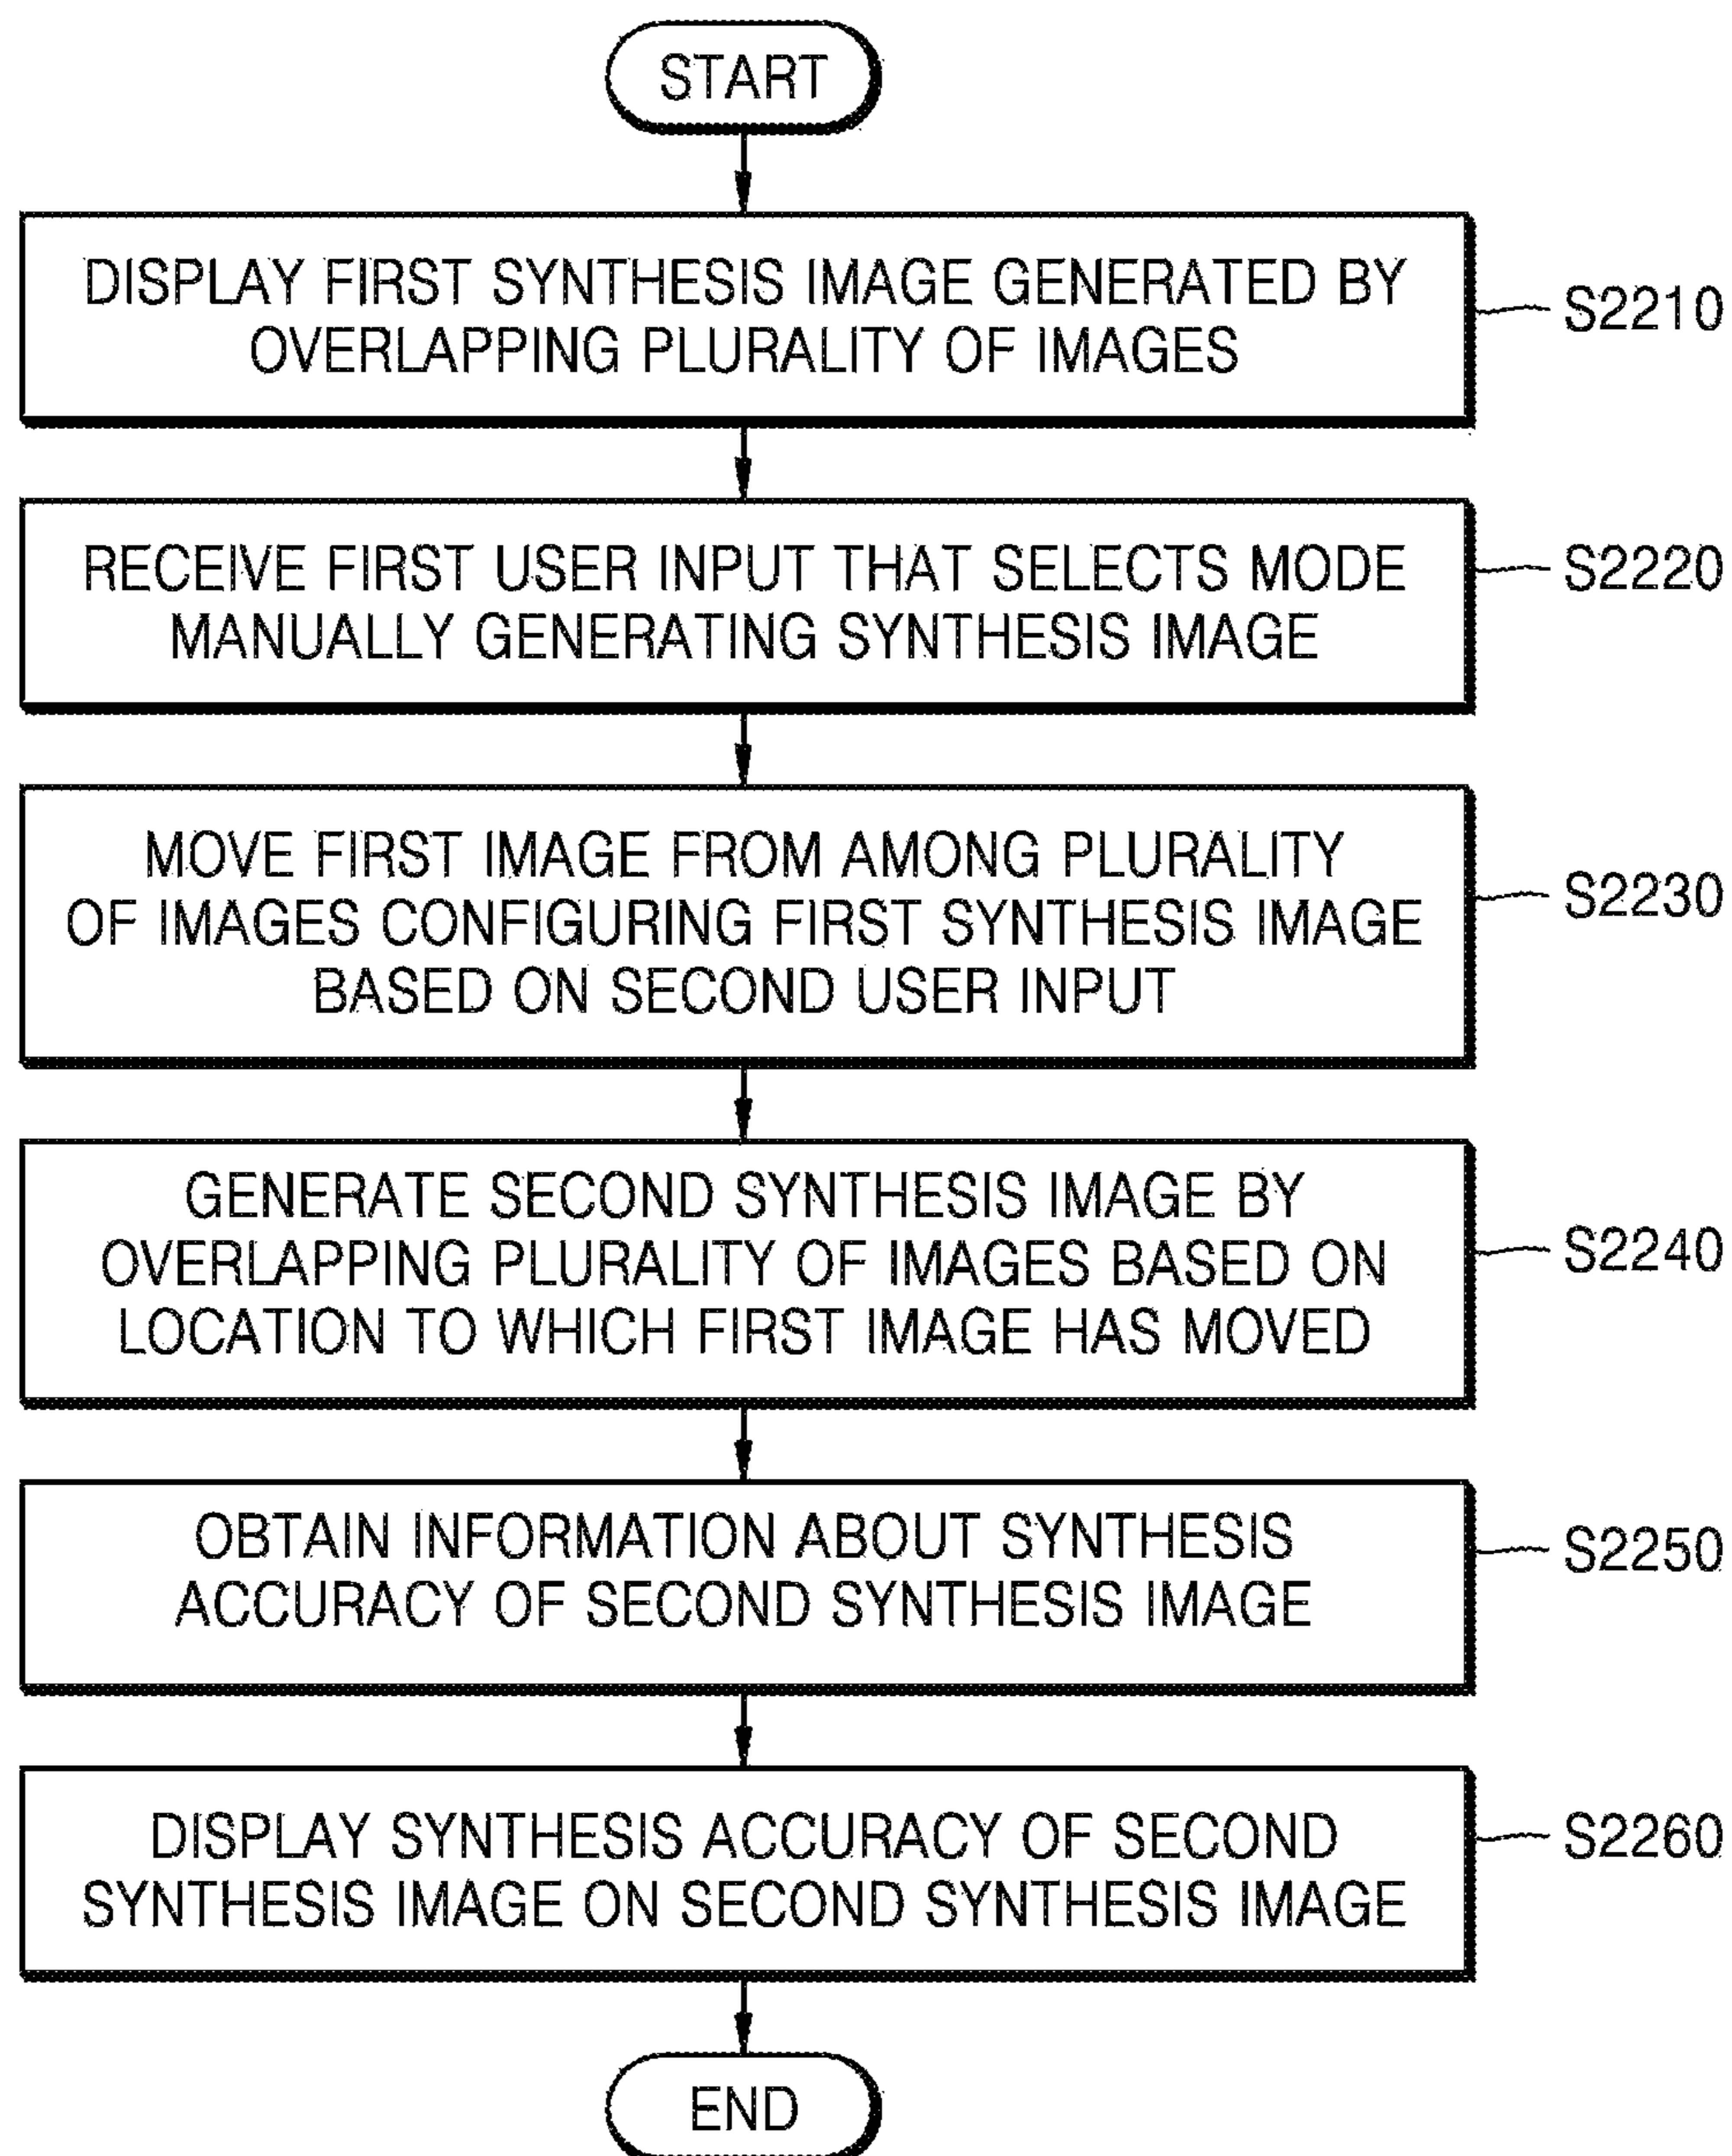 START
DISPLAY FIRST SYNTHESIS IMAGE GENERATED BY
OVERLAPPING PLURALITY OF IMAGES
S2210
RECEIVE FIRST USER INPUT THAT SELECTS MODE
MANUALLY GENERATING SYNTHESIS IMAGE
S2220
MOVE FIRST IMAGE FROM AMONG PLURALITY
OF IMAGES CONFIGURING FIRST SYNTHESIS IMAGE
BASED ON SECOND USER INPUT
S2230
GENERATE SECOND SYNTHESIS IMAGE BY
OVERLAPPING PLURALITY OF IMAGES BASED ON
LOCATION TO WHICH FIRST IMAGE HAS MOVED
S2240
OBTAIN INFORMATION ABOUT SYNTHESIS
ACCURACY OF SECOND SYNTHESIS IMAGE
S2250
DISPLAY SYNTHESIS ACCURACY OF SECOND
SYNTHESIS IMAGE ON SECOND SYNTHESIS IMAGE
S2260
END